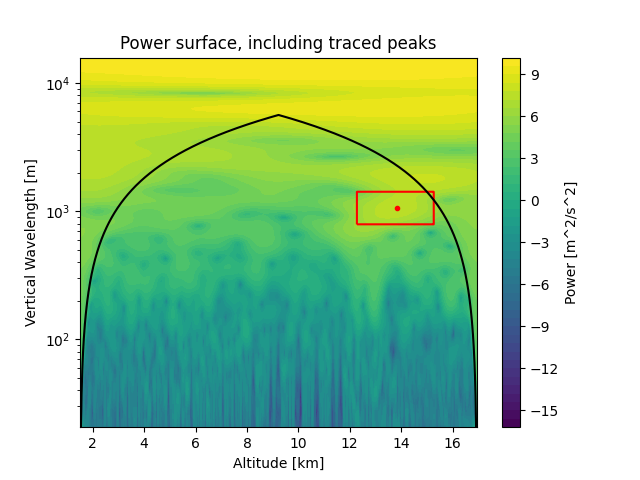 Power surface, including traced peaks
Vertical Wavelength [m]
10^4
10^3
10^2
2 4 6 8 10 12 14 16
Altitude [km]
9
6
3
0
−3
−6
−9
−12
−15
Power [m^2/s^2]